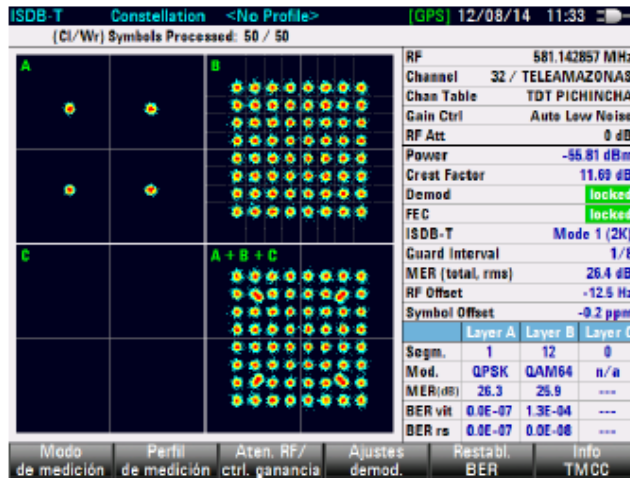 ISDB-T Constellation <No Profile> [GPS] 12/08/14 11:33
(Cl/Wr) Symbols Processed: 50 / 50
A
B
C
A + B + C
RF 581.142857 MHz
Channel 32 / TELEAMAZONAS
Chan Table TDT PICHINCHA
Gain Ctrl Auto Low Noise
RF Att 0 dB
Power -55.81 dBm
Crest Factor 11.69 dB
Demod locked
FEC locked
ISDB-T Mode 1 (2K)
Guard Interval 1/8
MER (total, rms) 26.4 dB
RF Offset -12.5 Hz
Symbol Offset -0.2 ppm
Layer A Layer B Layer C
Segm. 1 12 0
Mod. QPSK QAM64 n/a
MER(dB) 26.3 25.9 ---
BER vit 0.0E-07 1.3E-04 ---
BER rs 0.0E-07 0.0E-08 ---
Modo de medición
Perfil de medición
Aten. RF/ ctrl. ganancia
Ajustes demod.
Restabl. BER
Info TMCC